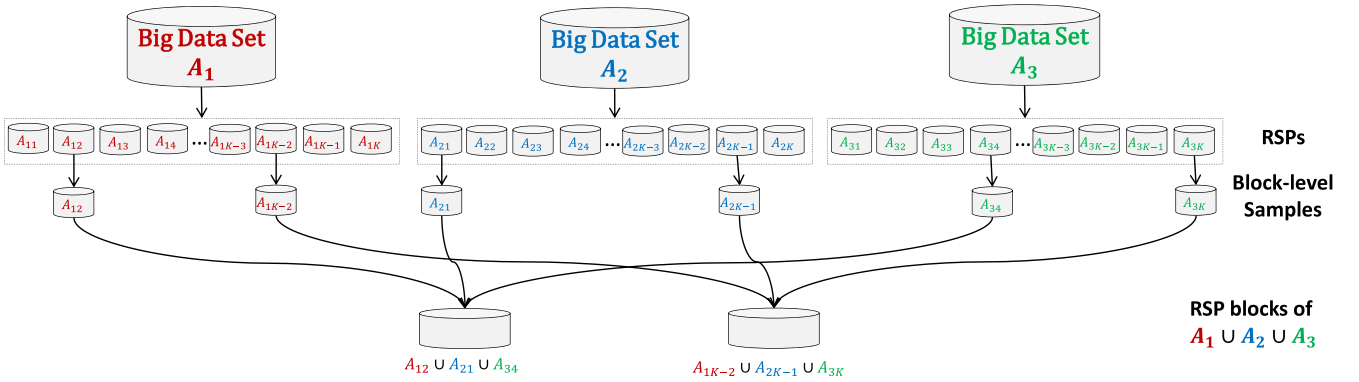 Big Data Set Big Data Set Big Data Set
A₁ A₂ A₃
A₁₁ A₁₂ A₁₃ A₁₄ ... A₁K₋₃ A₁K₋₂ A₁K₋₁ A₁K A₂₁ A₂₂ A₂₃ A₂₄ ... A₂K₋₃ A₂K₋₂ A₂K₋₁ A₂K A₃₁ A₃₂ A₃₃ A₃₄ ... A₃K₋₃ A₃K₋₂ A₃K₋₁ A₃K RSPs
A₁₂ A₁K₋₂ A₂₁ A₂K₋₁ A₃₄ A₃K Block-level
Samples
RSP blocks of
A₁ ∪ A₂ ∪ A₃
A₁₂ ∪ A₂₁ ∪ A₃₄ A₁K₋₂ ∪ A₂K₋₁ ∪ A₃K